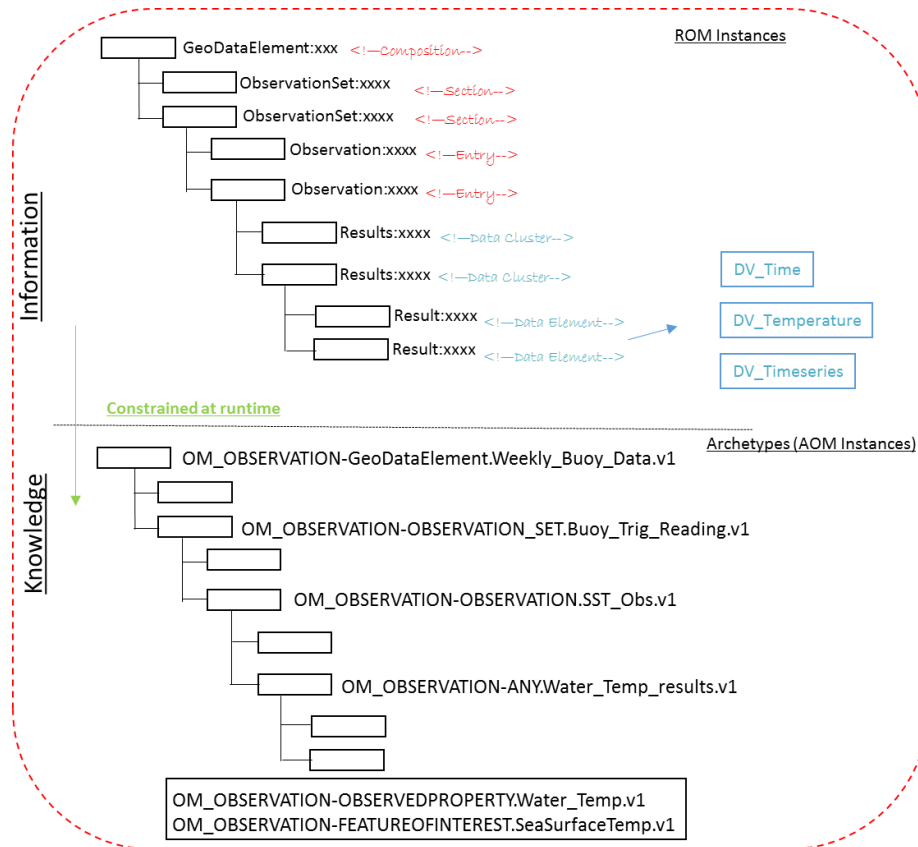 ROM Instances
GeoDataElement:xxx <!—Composition-->
ObservationSet:xxxx <!—Section-->
ObservationSet:xxxx <!—Section-->
Observation:xxxx <!—Entry-->
Observation:xxxx <!—Entry-->
Results:xxxx <!—Data Cluster-->
Results:xxxx <!—Data Cluster-->
Result:xxxx <!—Data Element-->
Result:xxxx <!—Data Element-->
DV_Time
DV_Temperature
DV_Timeseries
Information
Constrained at runtime
Archetypes (AOM Instances)
Knowledge
OM_OBSERVATION-GeoDataElement.Weekly_Buoy_Data.v1
OM_OBSERVATION-OBSERVATION_SET.Buoy_Trig_Reading.v1
OM_OBSERVATION-OBSERVATION.SST_Obs.v1
OM_OBSERVATION-ANY.Water_Temp_results.v1
OM_OBSERVATION-OBSERVEDPROPERTY.Water_Temp.v1
OM_OBSERVATION-FEATUREOFINTEREST.SeaSurfaceTemp.v1